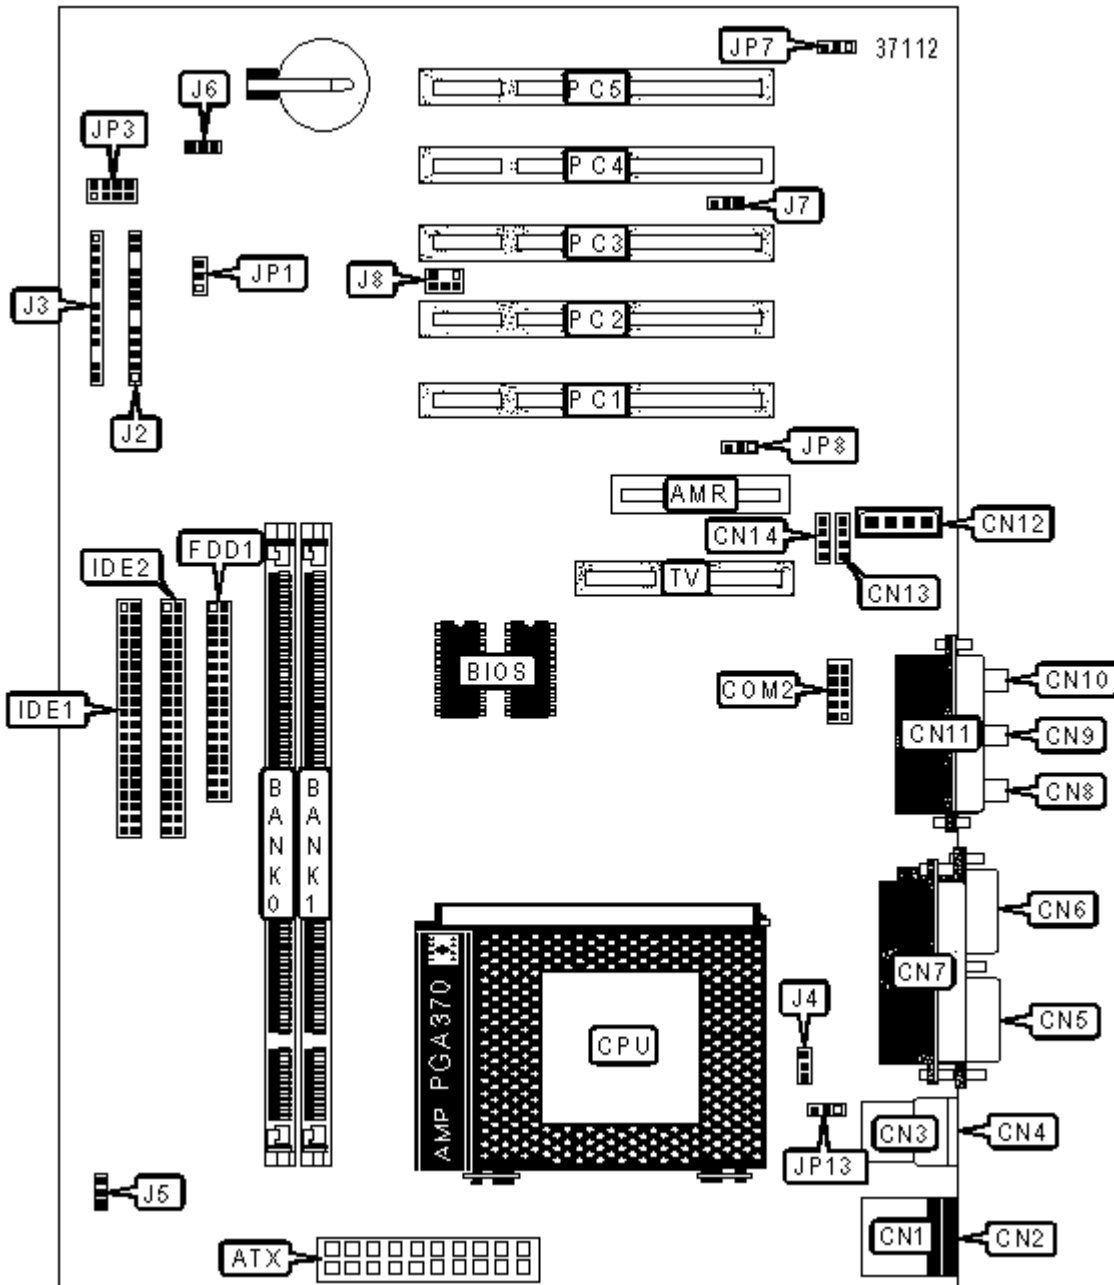 JP7
37112
J6
PC5
JP3
PC4
J7
PC3
JP1
J8
J3
PC2
PC1
J2
JP8
AMR
CN14
CN12
FDD1
IDE2
TV
CN13
BIOS
COM2
CN10
IDE1
CN11
CN9
CN8
BANK0
BANK1
CN6
CN7
AMP PGA370
J4
CPU
CN5
CN3
CN4
JP13
J5
CN1
CN2
ATX